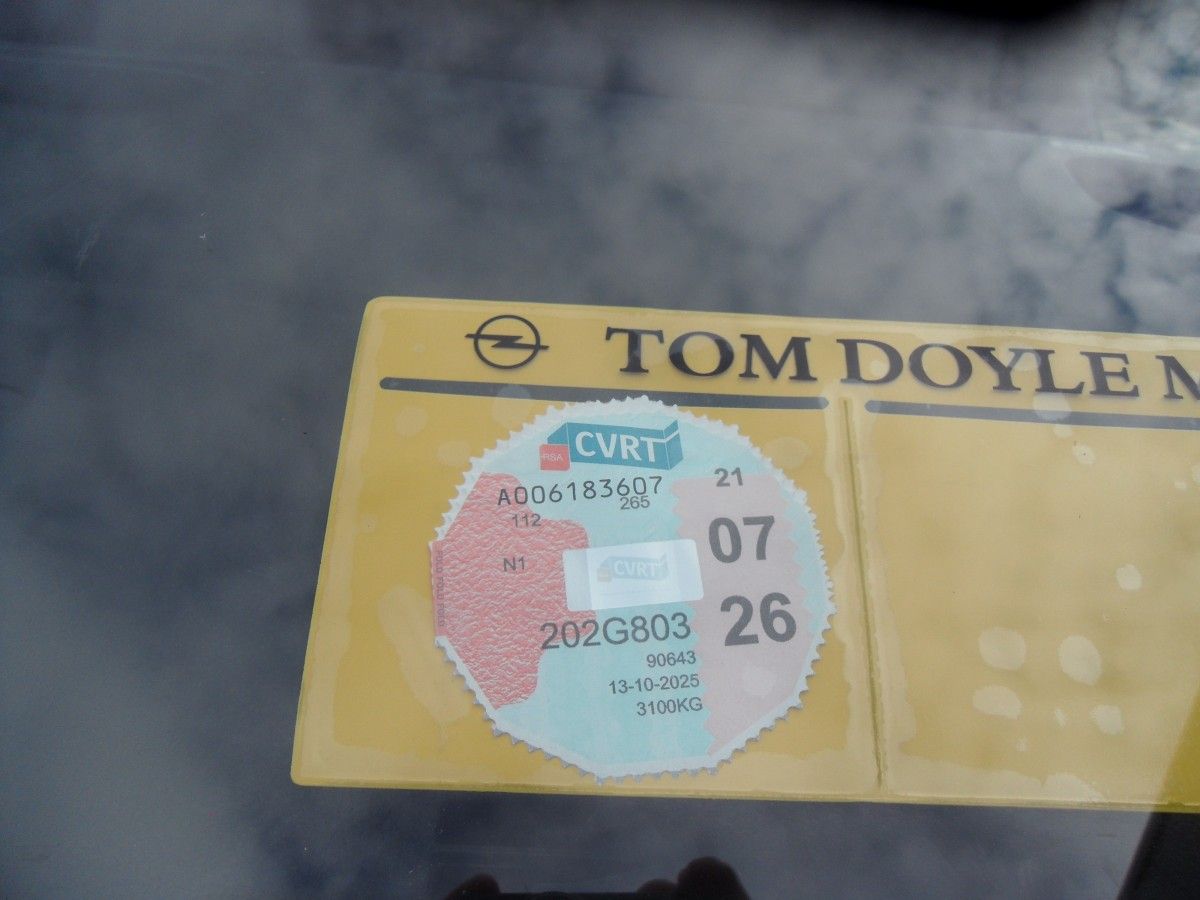 TOM DOYLE M
CVRT
RSA
A006183607
265
112
21
07
N1
CVRT
26
202G803
90643
13-10-2025
3100KG